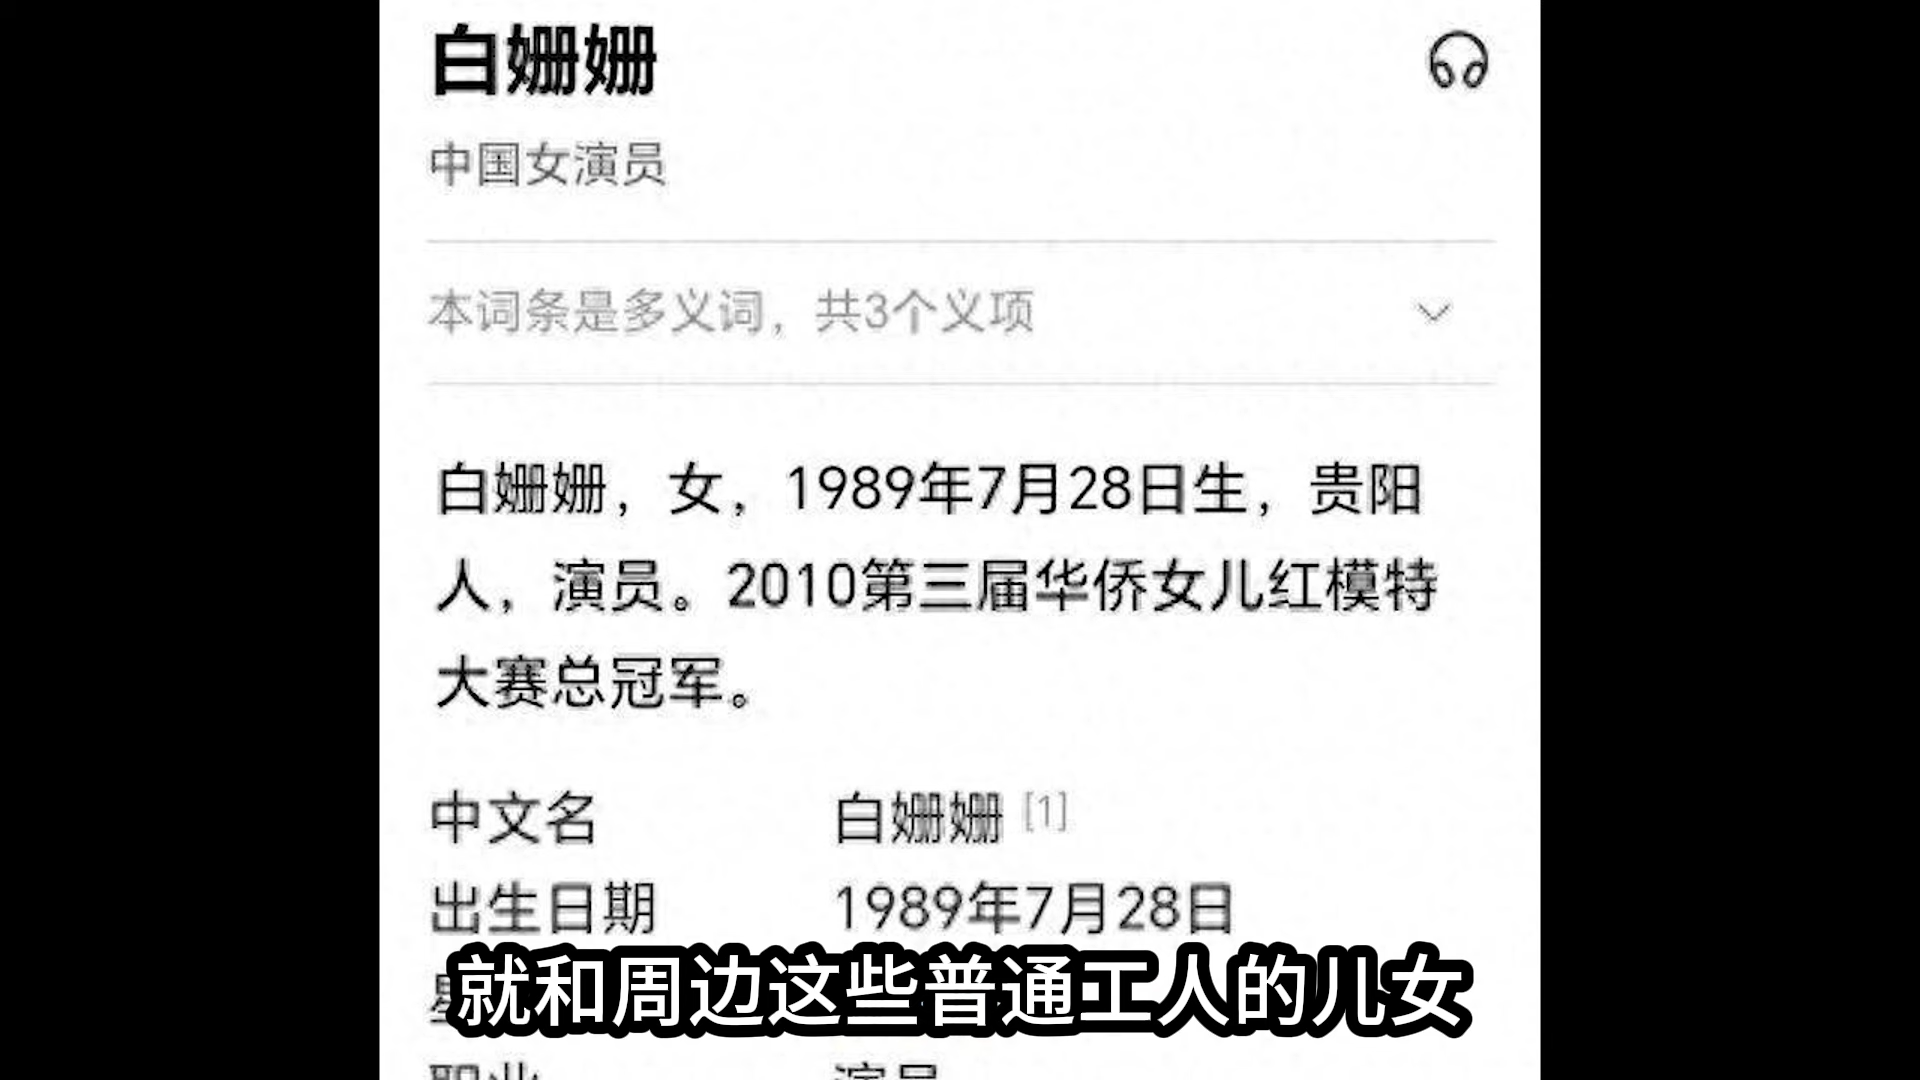 白姗姗
中国女演员
本词条是多义词，共3个义项
白姗姗，女，1989年7月28日生，贵阳
人，演员。2010第三届华侨女儿红模特
大赛总冠军。
中文名 白姗姗 [1]
出生日期 1989年7月28日
就和周边这些普通工人的儿女
职业 演员